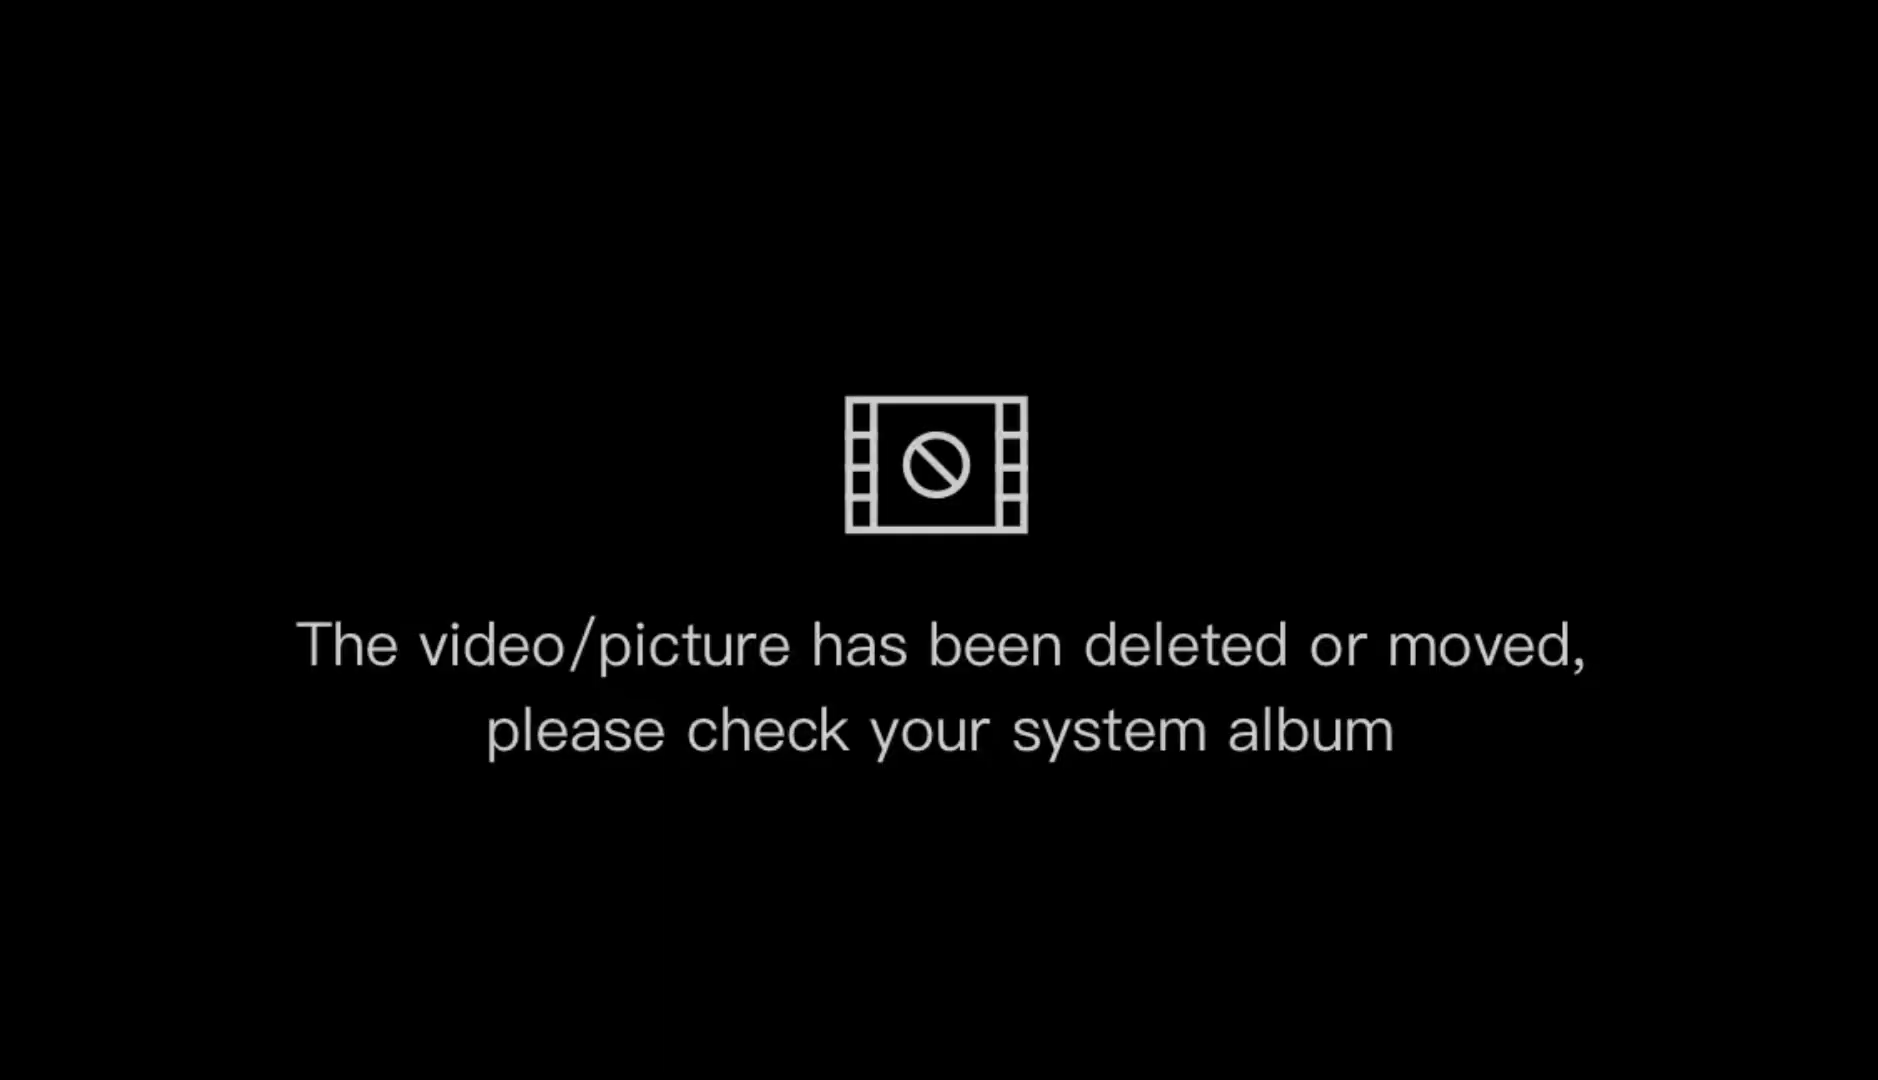 The video/picture has been deleted or moved,
please check your system album